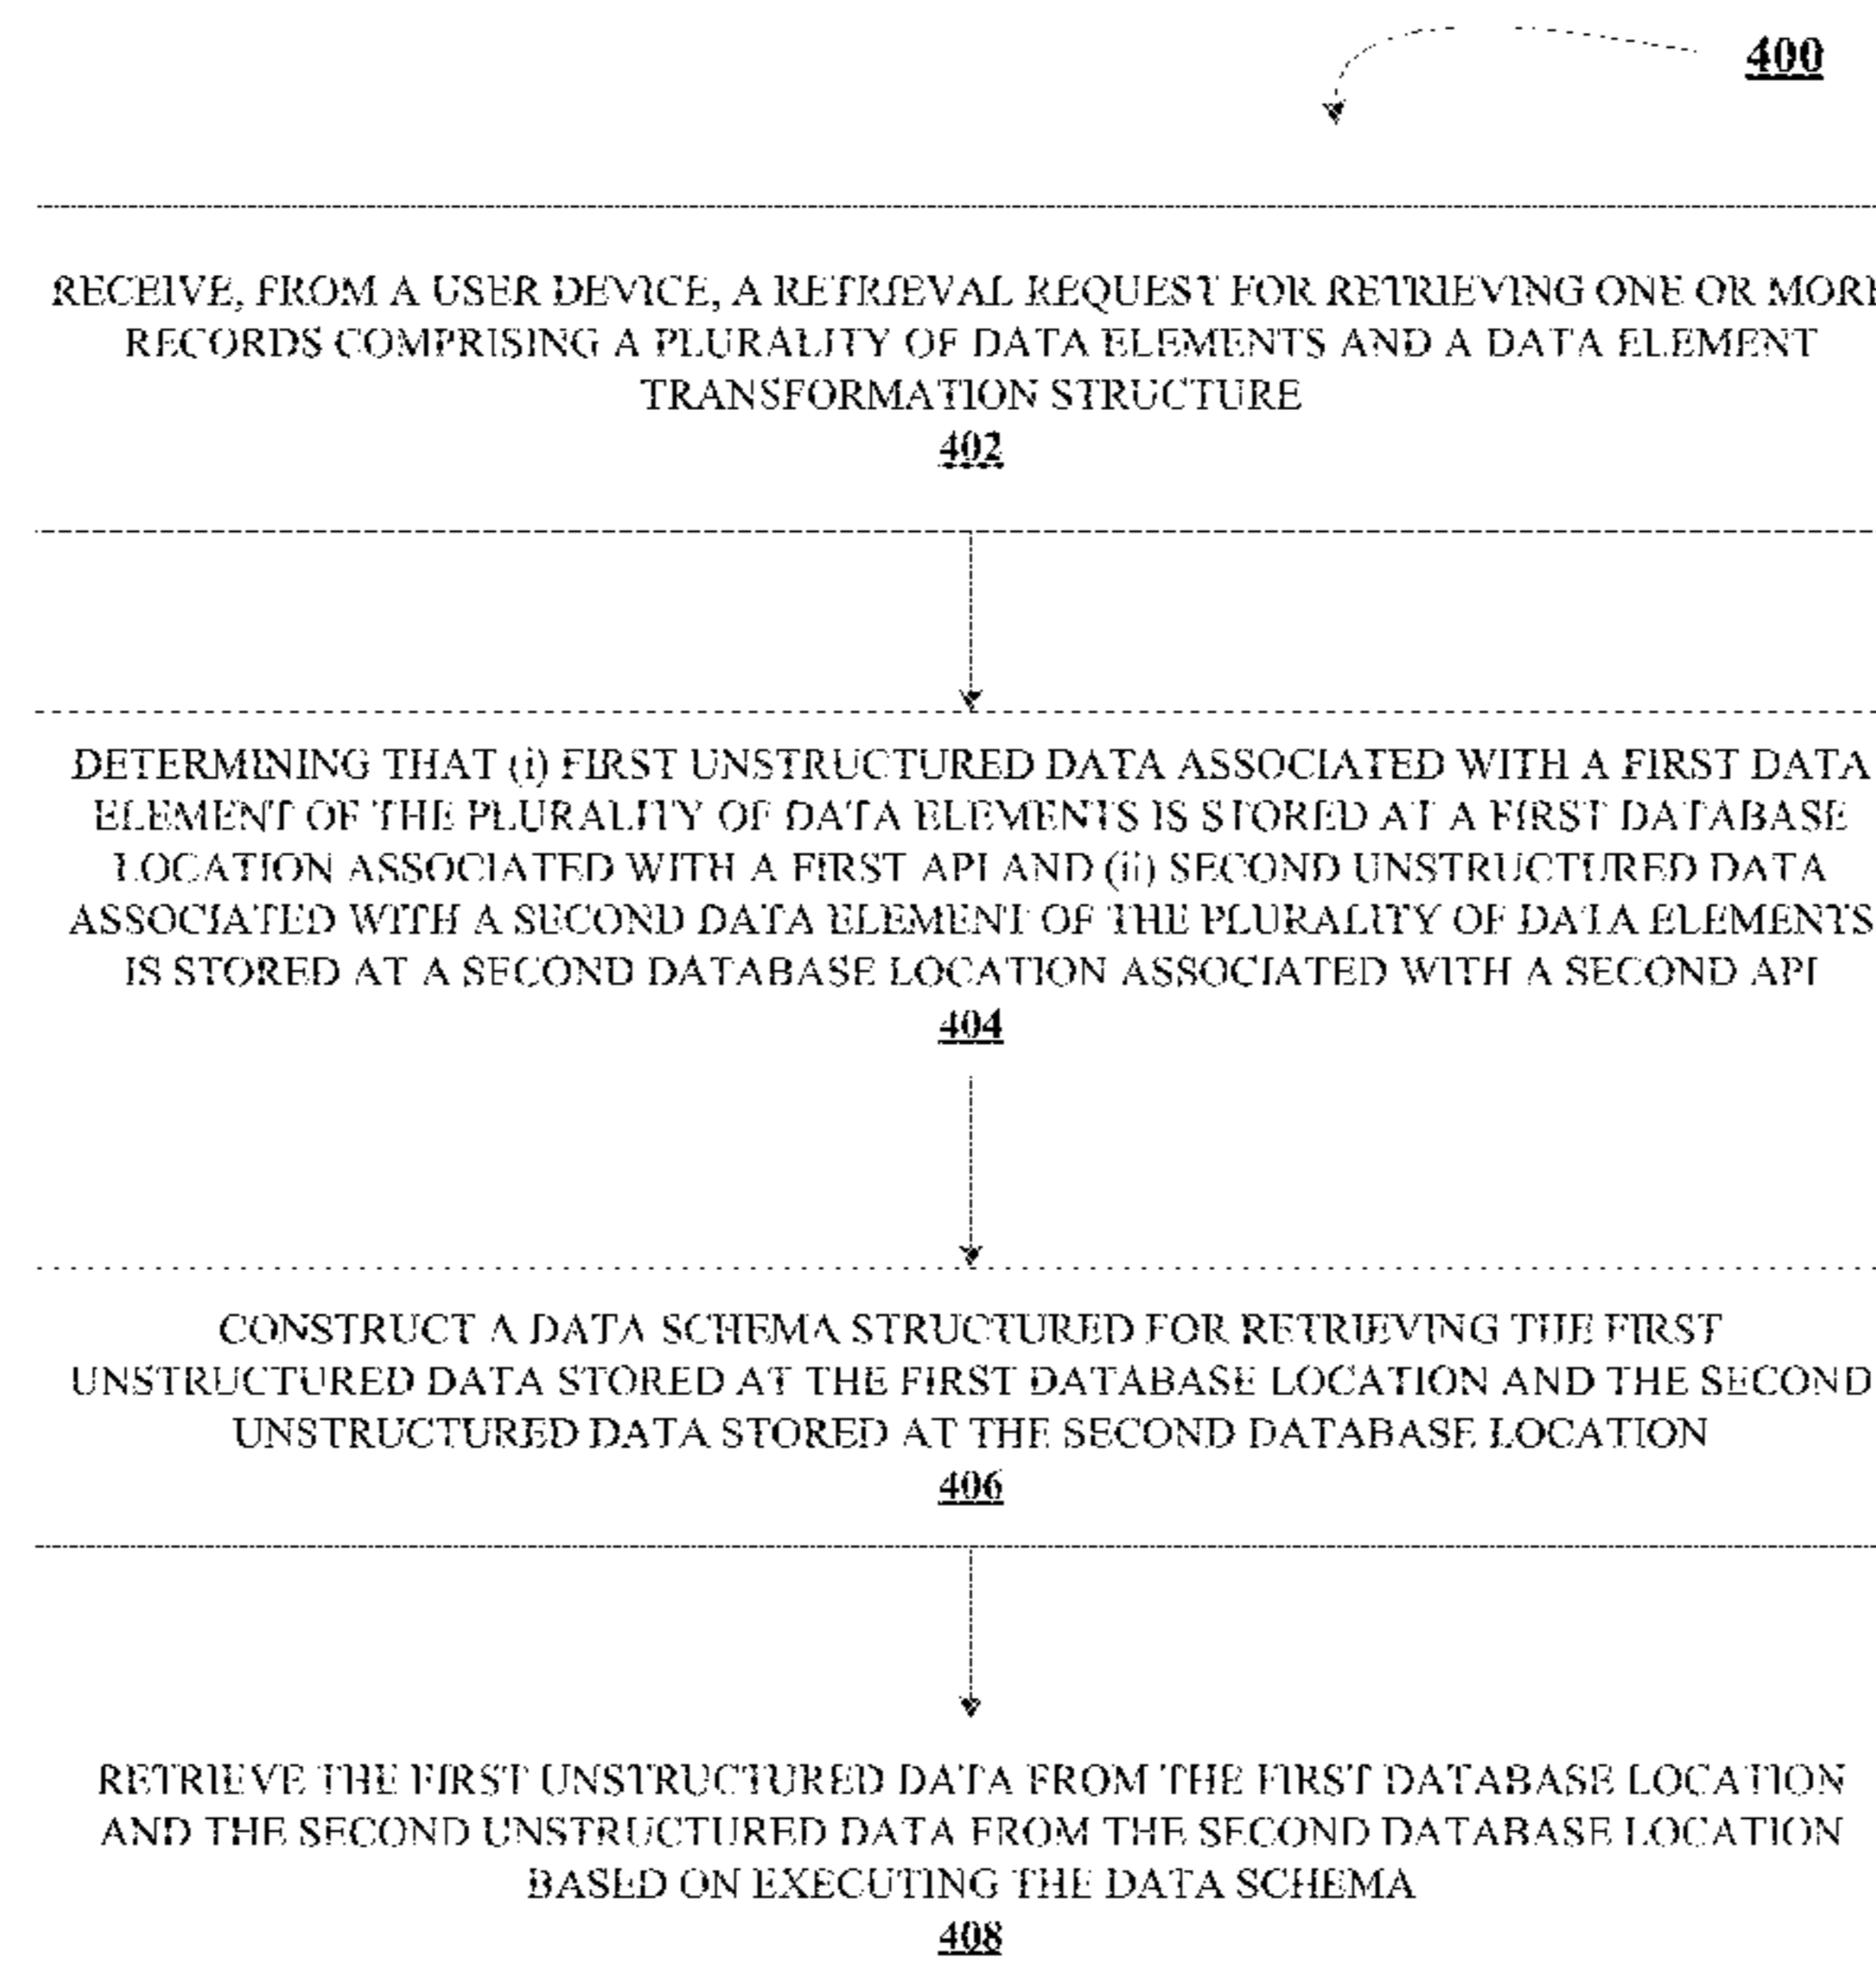 400
RECEIVE, FROM A USER DEVICE, A RETRIEVAL REQUEST FOR RETRIEVING ONE OR MORE
RECORDS COMPRISING A PLURALITY OF DATA ELEMENTS AND A DATA ELEMENT
TRANSFORMATION STRUCTURE
402
DETERMINING THAT (i) FIRST UNSTRUCTURED DATA ASSOCIATED WITH A FIRST DATA
ELEMENT OF THE PLURALITY OF DATA ELEMENTS IS STORED AT A FIRST DATABASE
LOCATION ASSOCIATED WITH A FIRST API AND (ii) SECOND UNSTRUCTURED DATA
ASSOCIATED WITH A SECOND DATA ELEMENT OF THE PLURALITY OF DATA ELEMENTS
IS STORED AT A SECOND DATABASE LOCATION ASSOCIATED WITH A SECOND API
404
CONSTRUCT A DATA SCHEMA STRUCTURED FOR RETRIEVING THE FIRST
UNSTRUCTURED DATA STORED AT THE FIRST DATABASE LOCATION AND THE SECOND
UNSTRUCTURED DATA STORED AT THE SECOND DATABASE LOCATION
406
RETRIEVE THE FIRST UNSTRUCTURED DATA FROM THE FIRST DATABASE LOCATION
AND THE SECOND UNSTRUCTURED DATA FROM THE SECOND DATABASE LOCATION
BASED ON EXECUTING THE DATA SCHEMA
408